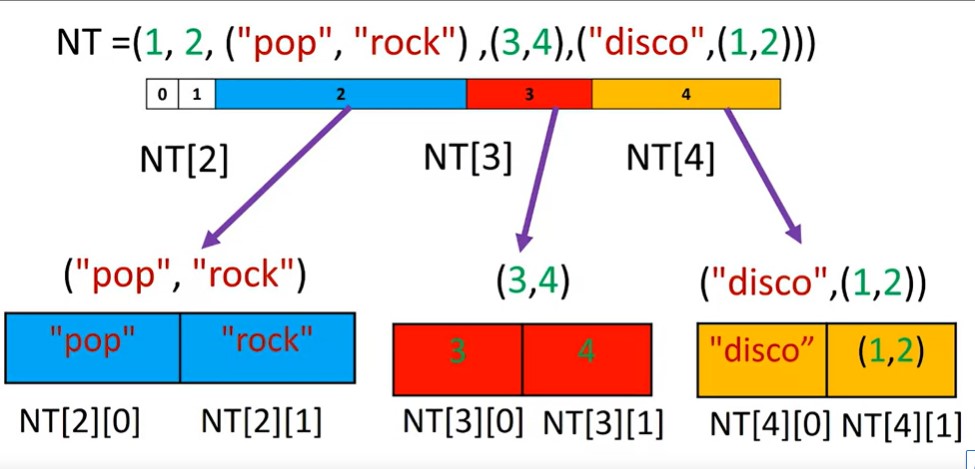 NT =(1, 2, ("pop", "rock") ,(3,4),("disco",(1,2)))
0 1 2 3 4
NT[2] NT[3] NT[4]
("pop", "rock") (3,4) ("disco",(1,2))
"pop" "rock" 3 4 "disco” (1,2)
NT[2][0] NT[2][1] NT[3][0] NT[3][1] NT[4][0] NT[4][1]